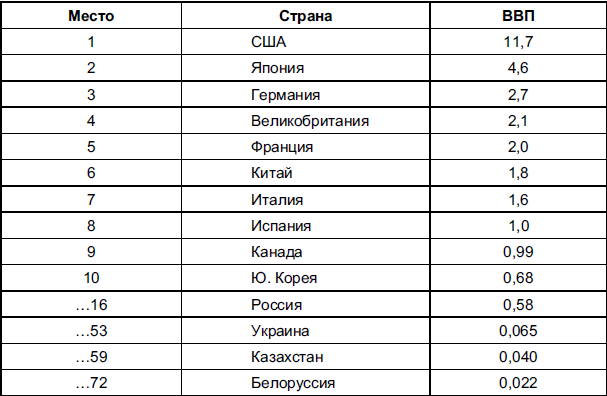 Место Страна ВВП
1 США 11,7
2 Япония 4,6
3 Германия 2,7
4 Великобритания 2,1
5 Франция 2,0
6 Китай 1,8
7 Италия 1,6
8 Испания 1,0
9 Канада 0,99
10 Ю. Корея 0,68
…16 Россия 0,58
…53 Украина 0,065
…59 Казахстан 0,040
…72 Белоруссия 0,022